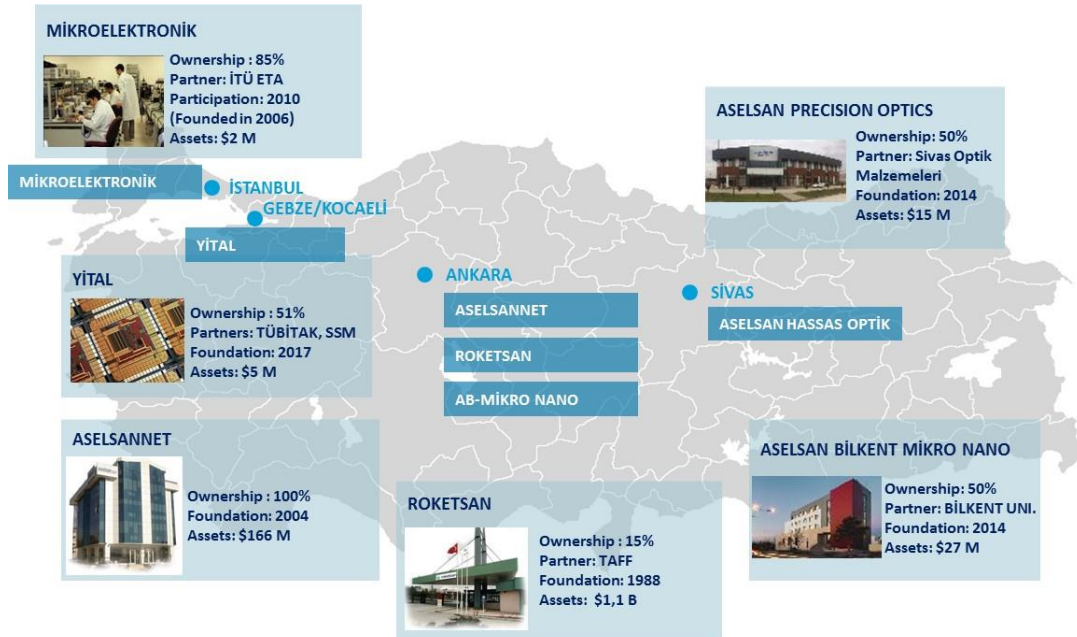 MİKROELEKTRONİK
Ownership : 85%
Partner: İTÜ ETA
Participation: 2010
(Founded in 2006)
Assets: $2 M
MİKROELEKTRONİK
İSTANBUL
GEBZE/KOCAELİ
YİTAL
YİTAL
Ownership : 51%
Partners: TÜBİTAK, SSM
Foundation: 2017
Assets: $5 M
ASELSANNET
Ownership : 100%
Foundation: 2004
Assets: $166 M
ANKARA
ASELSANNET
ROKETSAN
AB-MİKRO NANO
ROKETSAN
Ownership : 15%
Partner: TAFF
Foundation: 1988
Assets:  $1,1 B
ASELSAN PRECISION OPTICS
Ownership: 50%
Partner: Sivas Optik
Malzemeleri
Foundation: 2014
Assets: $15 M
SİVAS
ASELSAN HASSAS OPTİK
ASELSAN BİLKENT MİKRO NANO
Ownership: 50%
Partner: BİLKENT UNI.
Foundation: 2014
Assets: $27 M